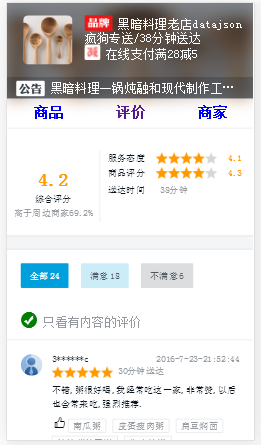 品牌 黑暗料理老店datajson
疯狗专送/38分钟送达
减 在线支付满28减5
公告 黑暗料理—锅炖融和现代制作工…
商品 评价 商家
4.2
综合评分
高于周边商家69.2%
服务态度 4.1
商品评分 4.3
送达时间 38分钟
全部 24 满意 18 不满意 6
只看有内容的评价
3******c 2016-7-23-21:52:44
30分钟送达
不错,粥很好喝,我经常吃这一家,非常赞,以后
也会常来吃,强烈推荐.
南瓜粥 皮蛋瘦肉粥 扁豆焖面